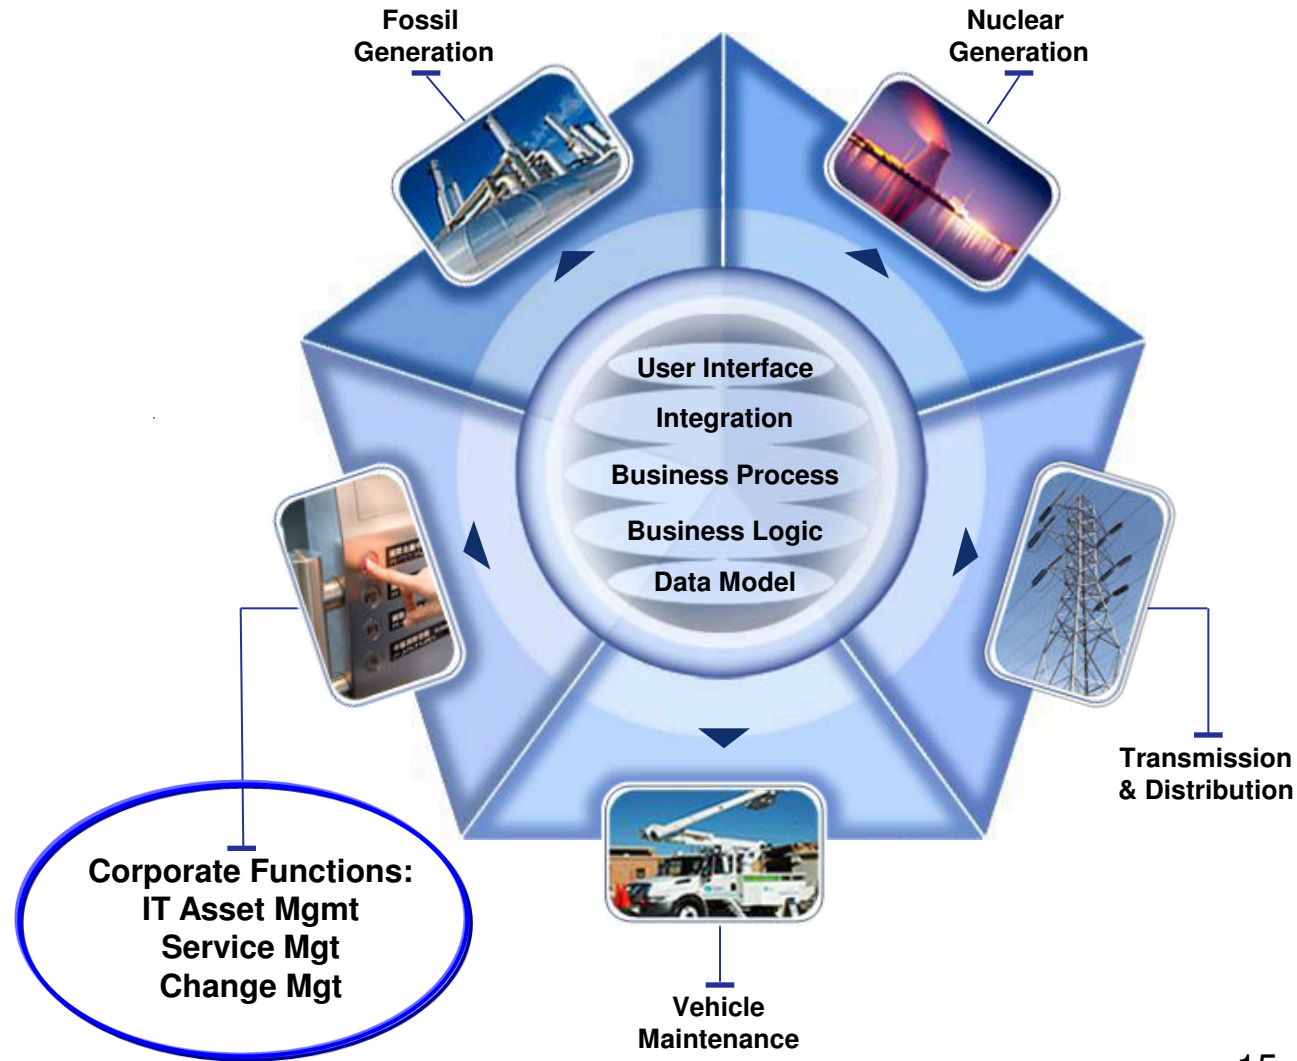 Fossil
Generation
Nuclear
Generation
User Interface
Integration
Business Process
Business Logic
Data Model
Transmission
& Distribution
Corporate Functions:
IT Asset Mgmt
Service Mgt
Change Mgt
Vehicle
Maintenance